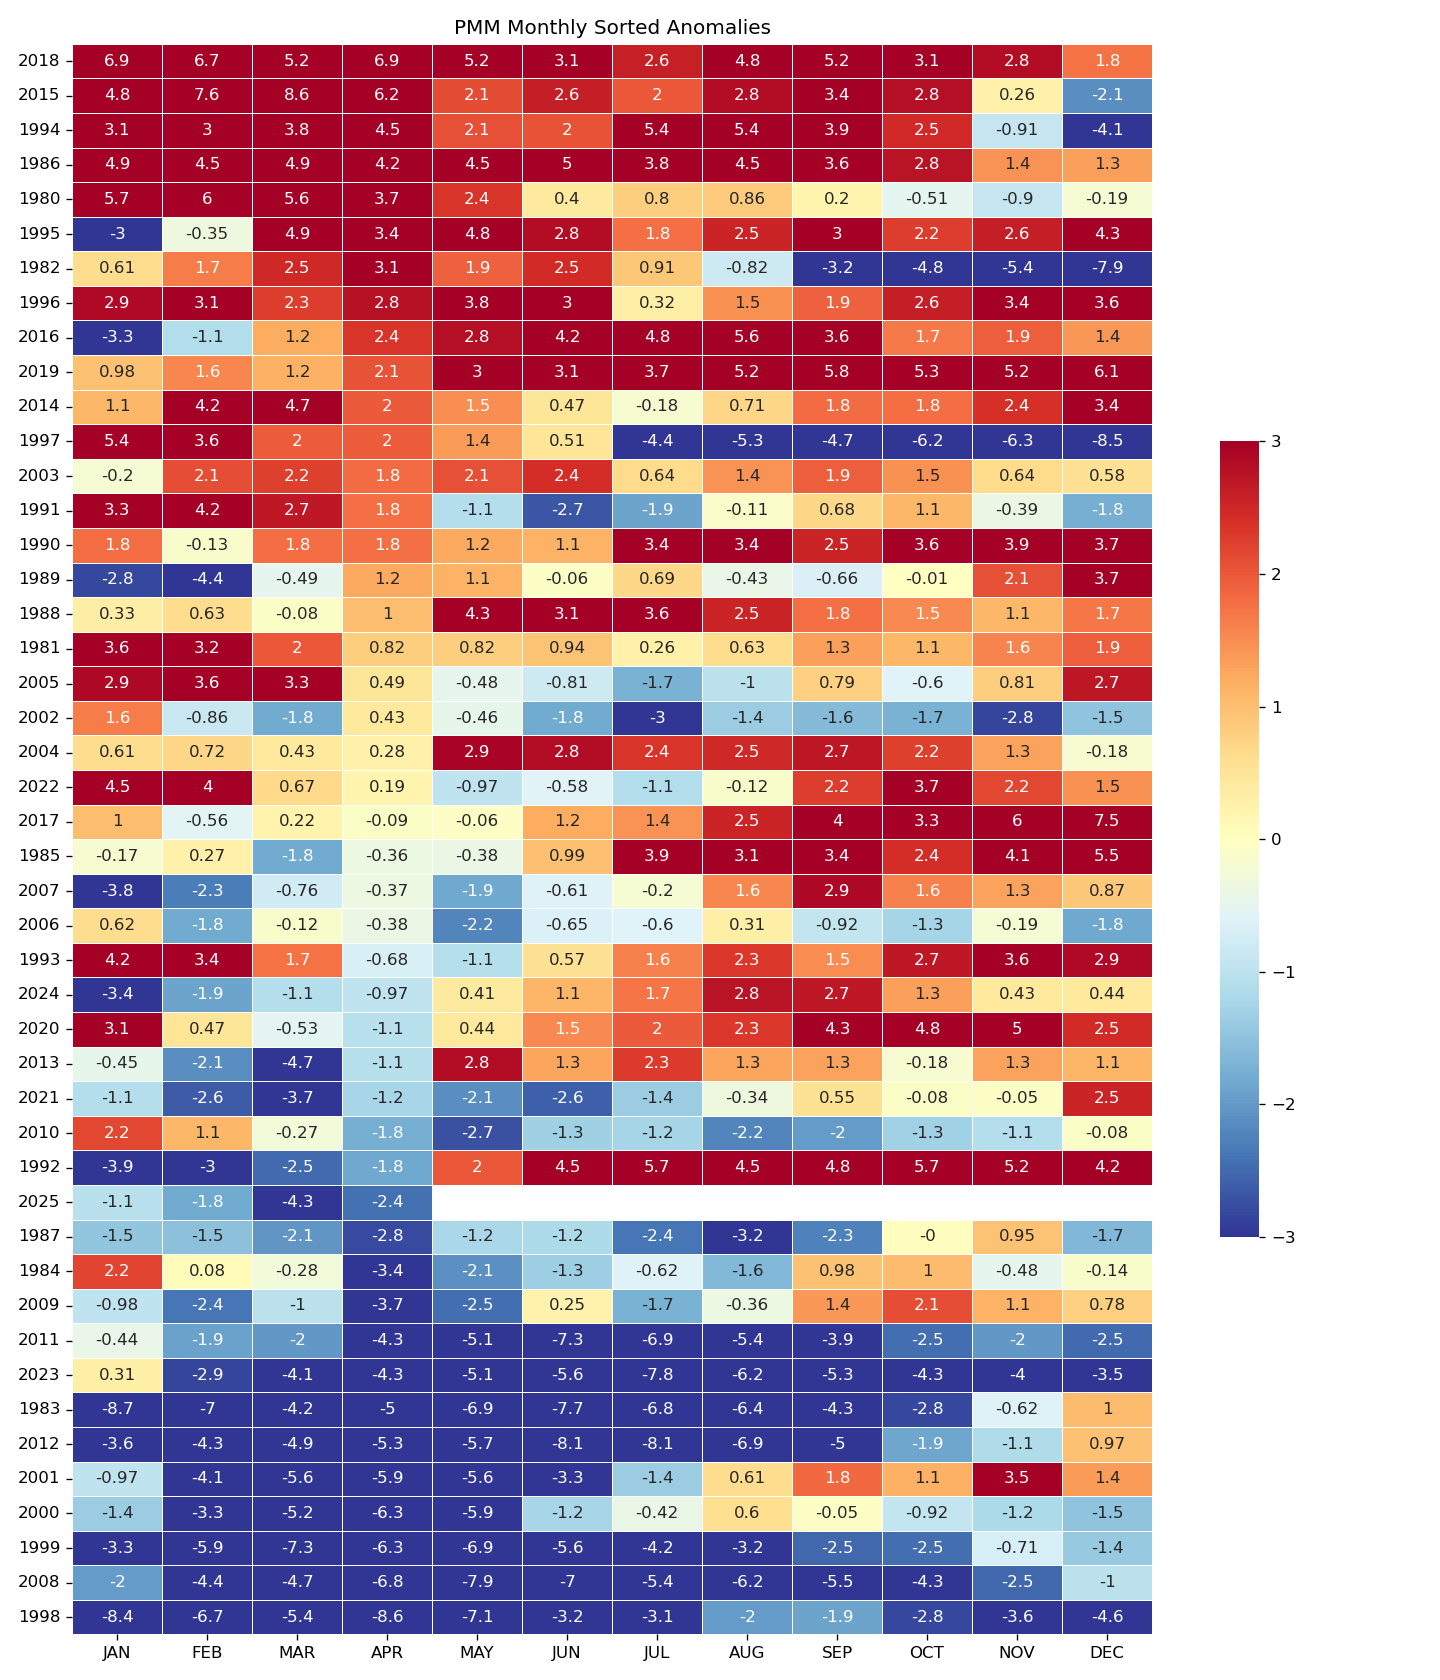 PMM Monthly Sorted Anomalies
2018 6.9 6.7 5.2 6.9 5.2 3.1 2.6 4.8 5.2 3.1 2.8 1.8
2015 4.8 7.6 8.6 6.2 2.1 2.6 2 2.8 3.4 2.8 0.26 -2.1
1994 3.1 3 3.8 4.5 2.1 2 5.4 5.4 3.9 2.5 -0.91 -4.1
1986 4.9 4.5 4.9 4.2 4.5 5 3.8 4.5 3.6 2.8 1.4 1.3
1980 5.7 6 5.6 3.7 2.4 0.4 0.8 0.86 0.2 -0.51 -0.9 -0.19
1995 -3 -0.35 4.9 3.4 4.8 2.8 1.8 2.5 3 2.2 2.6 4.3
1982 0.61 1.7 2.5 3.1 1.9 2.5 0.91 -0.82 -3.2 -4.8 -5.4 -7.9
1996 2.9 3.1 2.3 2.8 3.8 3 0.32 1.5 1.9 2.6 3.4 3.6
2016 -3.3 -1.1 1.2 2.4 2.8 4.2 4.8 5.6 3.6 1.7 1.9 1.4
2019 0.98 1.6 1.2 2.1 3 3.1 3.7 5.2 5.8 5.3 5.2 6.1
2014 1.1 4.2 4.7 2 1.5 0.47 -0.18 0.71 1.8 1.8 2.4 3.4
1997 5.4 3.6 2 2 1.4 0.51 -4.4 -5.3 -4.7 -6.2 -6.3 -8.5
2003 -0.2 2.1 2.2 1.8 2.1 2.4 0.64 1.4 1.9 1.5 0.64 0.58
1991 3.3 4.2 2.7 1.8 -1.1 -2.7 -1.9 -0.11 0.68 1.1 -0.39 -1.8
1990 1.8 -0.13 1.8 1.8 1.2 1.1 3.4 3.4 2.5 3.6 3.9 3.7
1989 -2.8 -4.4 -0.49 1.2 1.1 -0.06 0.69 -0.43 -0.66 -0.01 2.1 3.7
1988 0.33 0.63 -0.08 1 4.3 3.1 3.6 2.5 1.8 1.5 1.1 1.7
1981 3.6 3.2 2 0.82 0.82 0.94 0.26 0.63 1.3 1.1 1.6 1.9
2005 2.9 3.6 3.3 0.49 -0.48 -0.81 -1.7 -1 0.79 -0.6 0.81 2.7
2002 1.6 -0.86 -1.8 0.43 -0.46 -1.8 -3 -1.4 -1.6 -1.7 -2.8 -1.5
2004 0.61 0.72 0.43 0.28 2.9 2.8 2.4 2.5 2.7 2.2 1.3 -0.18
2022 4.5 4 0.67 0.19 -0.97 -0.58 -1.1 -0.12 2.2 3.7 2.2 1.5
2017 1 -0.56 0.22 -0.09 -0.06 1.2 1.4 2.5 4 3.3 6 7.5
1985 -0.17 0.27 -1.8 -0.36 -0.38 0.99 3.9 3.1 3.4 2.4 4.1 5.5
2007 -3.8 -2.3 -0.76 -0.37 -1.9 -0.61 -0.2 1.6 2.9 1.6 1.3 0.87
2006 0.62 -1.8 -0.12 -0.38 -2.2 -0.65 -0.6 0.31 -0.92 -1.3 -0.19 -1.8
1993 4.2 3.4 1.7 -0.68 -1.1 0.57 1.6 2.3 1.5 2.7 3.6 2.9
2024 -3.4 -1.9 -1.1 -0.97 0.41 1.1 1.7 2.8 2.7 1.3 0.43 0.44
2020 3.1 0.47 -0.53 -1.1 0.44 1.5 2 2.3 4.3 4.8 5 2.5
2013 -0.45 -2.1 -4.7 -1.1 2.8 1.3 2.3 1.3 1.3 -0.18 1.3 1.1
2021 -1.1 -2.6 -3.7 -1.2 -2.1 -2.6 -1.4 -0.34 0.55 -0.08 -0.05 2.5
2010 2.2 1.1 -0.27 -1.8 -2.7 -1.3 -1.2 -2.2 -2 -1.3 -1.1 -0.08
1992 -3.9 -3 -2.5 -1.8 2 4.5 5.7 4.5 4.8 5.7 5.2 4.2
2025 -1.1 -1.8 -4.3 -2.4
1987 -1.5 -1.5 -2.1 -2.8 -1.2 -1.2 -2.4 -3.2 -2.3 -0 0.95 -1.7
1984 2.2 0.08 -0.28 -3.4 -2.1 -1.3 -0.62 -1.6 0.98 1 -0.48 -0.14
2009 -0.98 -2.4 -1 -3.7 -2.5 0.25 -1.7 -0.36 1.4 2.1 1.1 0.78
2011 -0.44 -1.9 -2 -4.3 -5.1 -7.3 -6.9 -5.4 -3.9 -2.5 -2 -2.5
2023 0.31 -2.9 -4.1 -4.3 -5.1 -5.6 -7.8 -6.2 -5.3 -4.3 -4 -3.5
1983 -8.7 -7 -4.2 -5 -6.9 -7.7 -6.8 -6.4 -4.3 -2.8 -0.62 1
2012 -3.6 -4.3 -4.9 -5.3 -5.7 -8.1 -8.1 -6.9 -5 -1.9 -1.1 0.97
2001 -0.97 -4.1 -5.6 -5.9 -5.6 -3.3 -1.4 0.61 1.8 1.1 3.5 1.4
2000 -1.4 -3.3 -5.2 -6.3 -5.9 -1.2 -0.42 0.6 -0.05 -0.92 -1.2 -1.5
1999 -3.3 -5.9 -7.3 -6.3 -6.9 -5.6 -4.2 -3.2 -2.5 -2.5 -0.71 -1.4
2008 -2 -4.4 -4.7 -6.8 -7.9 -7 -5.4 -6.2 -5.5 -4.3 -2.5 -1
1998 -8.4 -6.7 -5.4 -8.6 -7.1 -3.2 -3.1 -2 -1.9 -2.8 -3.6 -4.6
JAN FEB MAR APR MAY JUN JUL AUG SEP OCT NOV DEC
3
2
1
0
−1
−2
−3